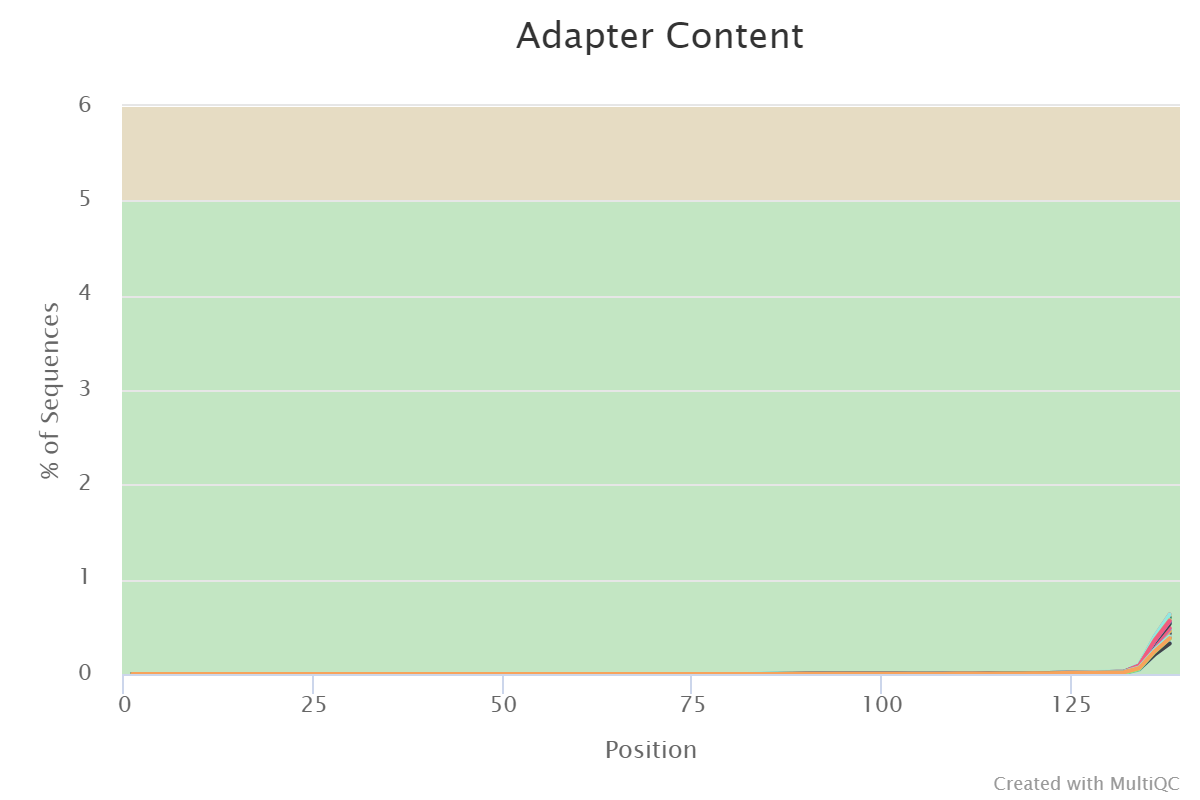 Adapter Content
6
5
4
3
2
1
0
% of Sequences
0 25 50 75 100 125
Position
Created with MultiQC